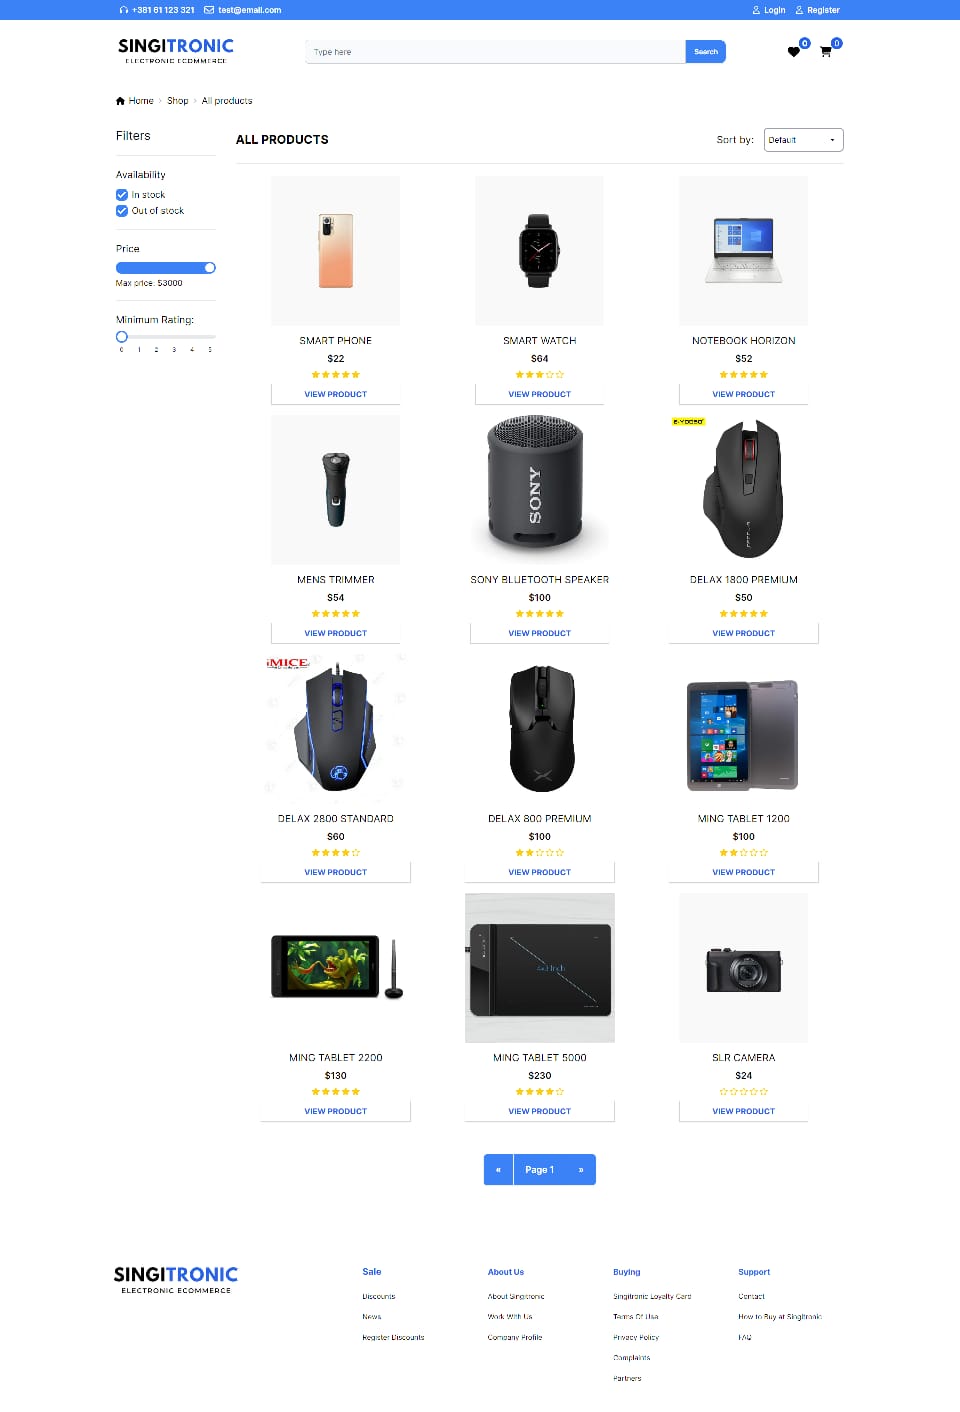 +381 61 123 321 test@email.com Login Register
SINGITRONIC
ELECTRONIC ECOMMERCE
Type here Search 0 0
Home > Shop > All products
Filters
Availability
In stock
Out of stock
Price
Max price: $3000
Minimum Rating:
0 1 2 3 4 5
ALL PRODUCTS Sort by: Default
SMART PHONE
$22
VIEW PRODUCT
SMART WATCH
$64
VIEW PRODUCT
NOTEBOOK HORIZON
$52
VIEW PRODUCT
MENS TRIMMER
$54
VIEW PRODUCT
SONY
SONY BLUETOOTH SPEAKER
$100
VIEW PRODUCT
E-YOOSO
DELAX 1800 PREMIUM
$50
VIEW PRODUCT
iMICE
DELAX 2800 STANDARD
$60
VIEW PRODUCT
DELAX 800 PREMIUM
$100
VIEW PRODUCT
MING TABLET 1200
$100
VIEW PRODUCT
MING TABLET 2200
$130
VIEW PRODUCT
MING TABLET 5000
$230
VIEW PRODUCT
SLR CAMERA
$24
VIEW PRODUCT
« Page 1 »
SINGITRONIC
ELECTRONIC ECOMMERCE
Sale
Discounts
News
Register Discounts
About Us
About Singitronic
Work With Us
Company Profile
Buying
Singitronic Loyalty Card
Terms Of Use
Privacy Policy
Complaints
Partners
Support
Contact
How to Buy at Singitronic
FAQ